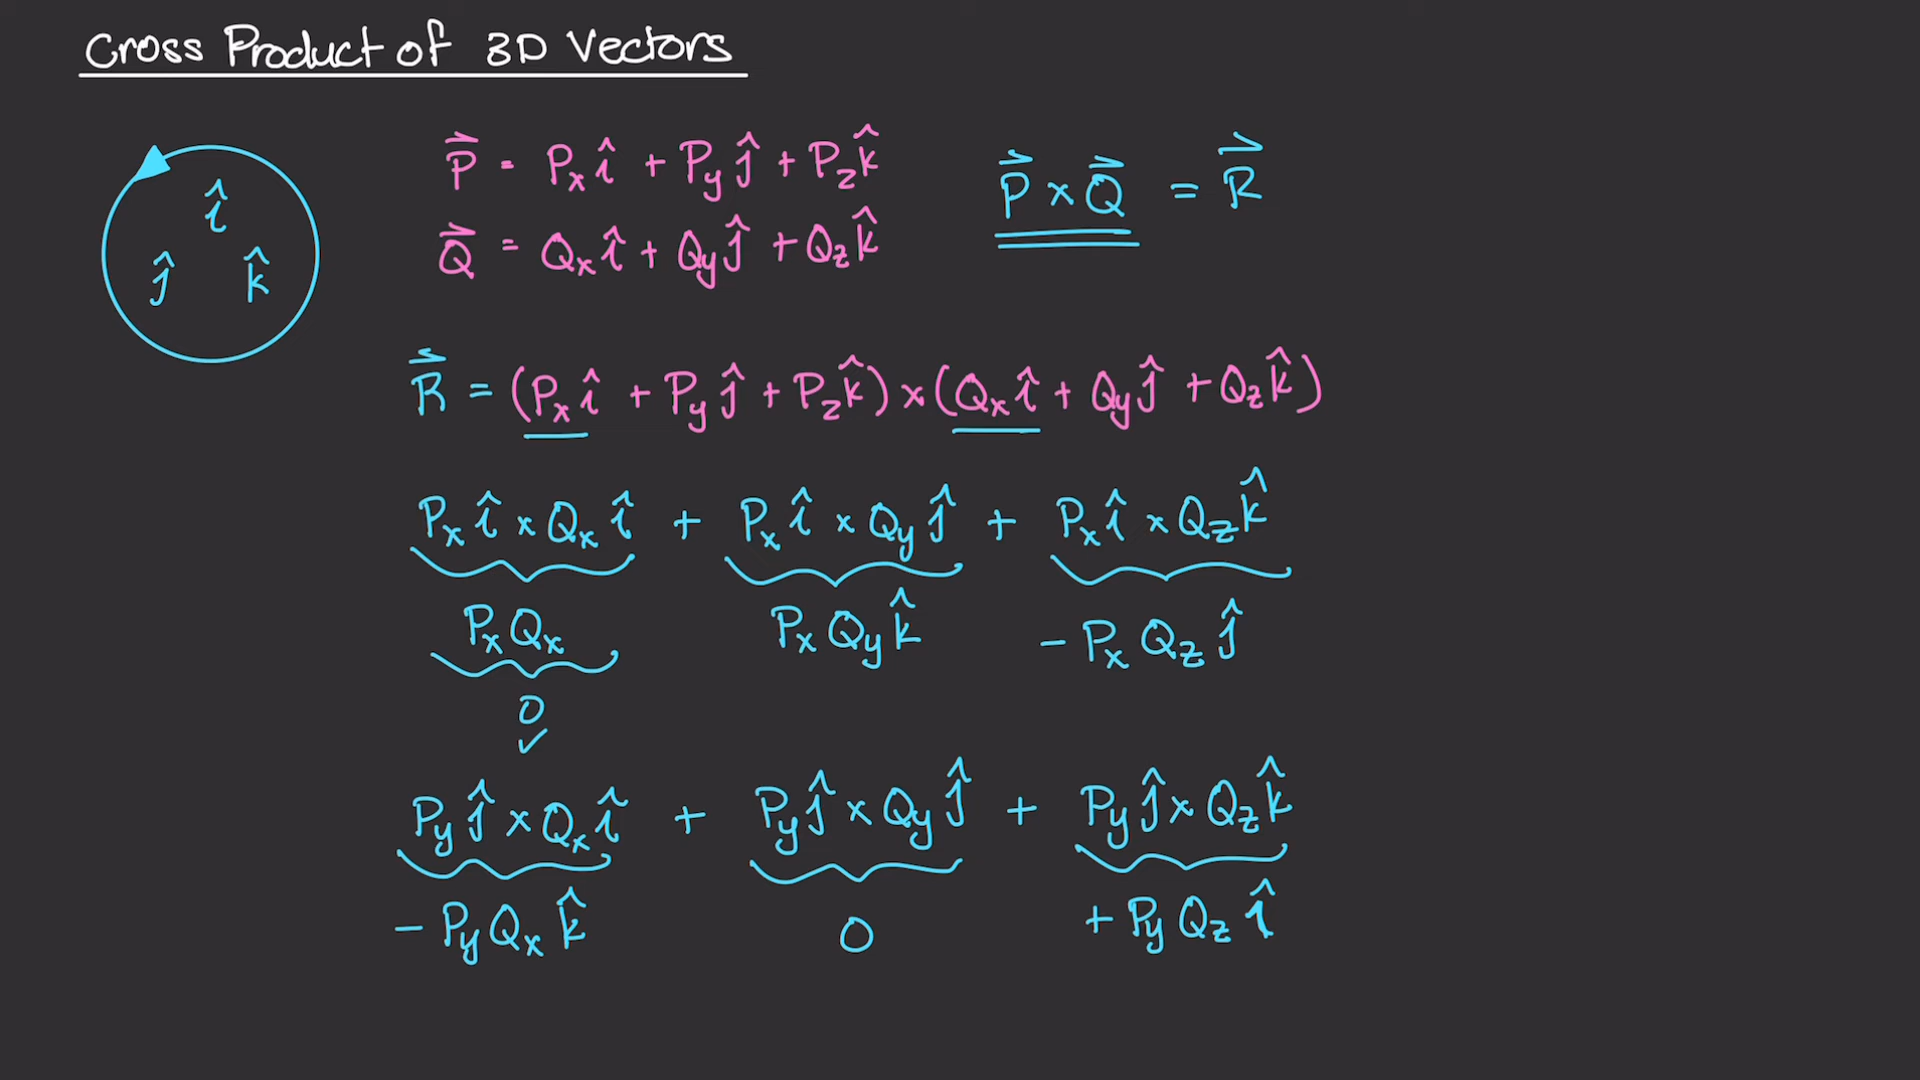 Cross Product of 3D Vectors
î
ĵ k̂
P⃗ = Pₓî + P_yĵ + P_zk̂
Q⃗ = Qₓî + Q_yĵ + Q_zk̂
P⃗ × Q⃗ = R⃗
R⃗ = (Pₓî + P_yĵ + P_zk̂) × (Qₓî + Q_yĵ + Q_zk̂)
Pₓî × Qₓî + Pₓî × Q_yĵ + Pₓî × Q_zk̂
PₓQₓ PₓQ_yk̂ - PₓQ_zĵ
0
✓
P_yĵ × Qₓî + P_yĵ × Q_yĵ + P_yĵ × Q_zk̂
- P_yQₓk̂ 0 + P_yQ_zî